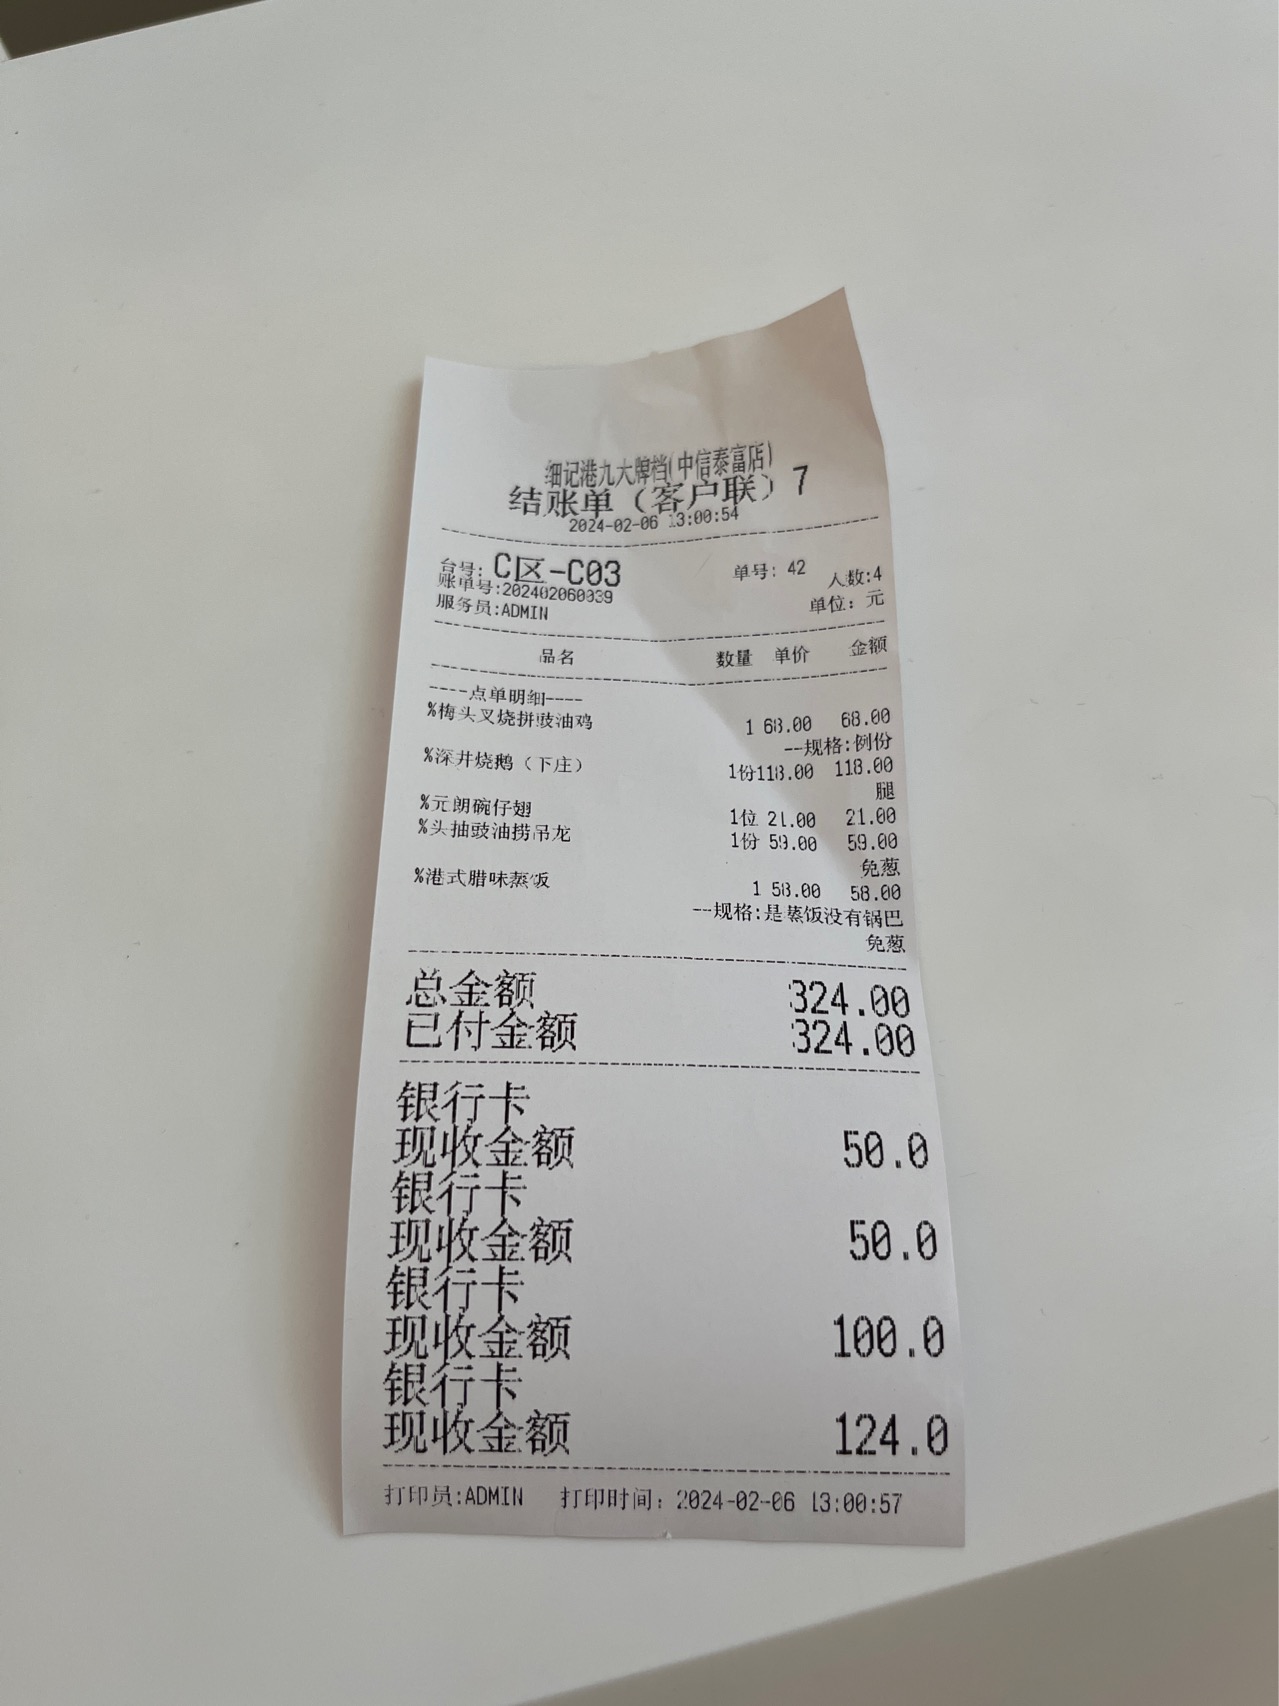 细记港九大牌档(中信泰富店)
结账单（客户联）7
2024-02-06 13:00:54
台号: C区-C03 单号: 42
账单号:202402060039 人数:4
服务员:ADMIN 单位: 元
品名 数量 单价 金额
----点单明细----
%梅头叉烧拼豉油鸡 1 68.00 68.00
--规格:例份
%深井烧鹅（下庄） 1份118.00 118.00
腿
%元朗碗仔翅 1位 21.00 21.00
%头抽豉油捞吊龙 1份 59.00 59.00
免葱
%港式腊味蒸饭 1 58.00 58.00
--规格:是蒸饭没有锅巴
免葱
总金额 324.00
已付金额 324.00
银行卡
现收金额 50.0
银行卡
现收金额 50.0
银行卡
现收金额 100.0
银行卡
现收金额 124.0
打印员:ADMIN 打印时间: 2024-02-06 13:00:57